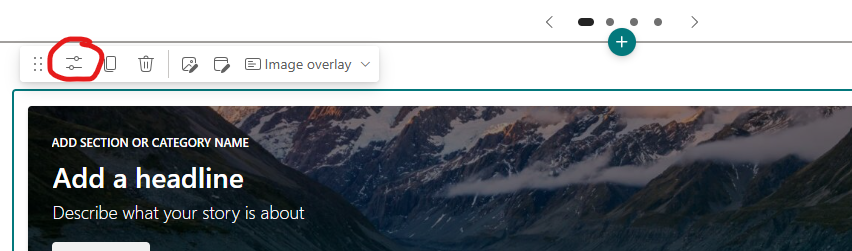 Image overlay
ADD SECTION OR CATEGORY NAME
Add a headline
Describe what your story is about